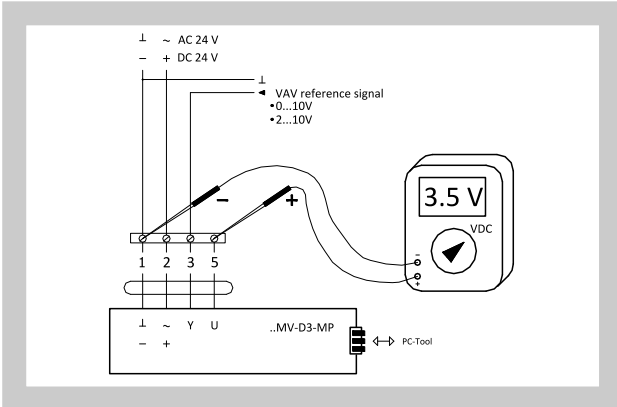 ⊥ ~ AC 24 V
− + DC 24 V
⊥
VAV reference signal
•0...10V
•2...10V
3.5 V
VDC
− +
−
+
1 2 3 5
⊥ ~ Y U ..MV-D3-MP
− +
PC-Tool